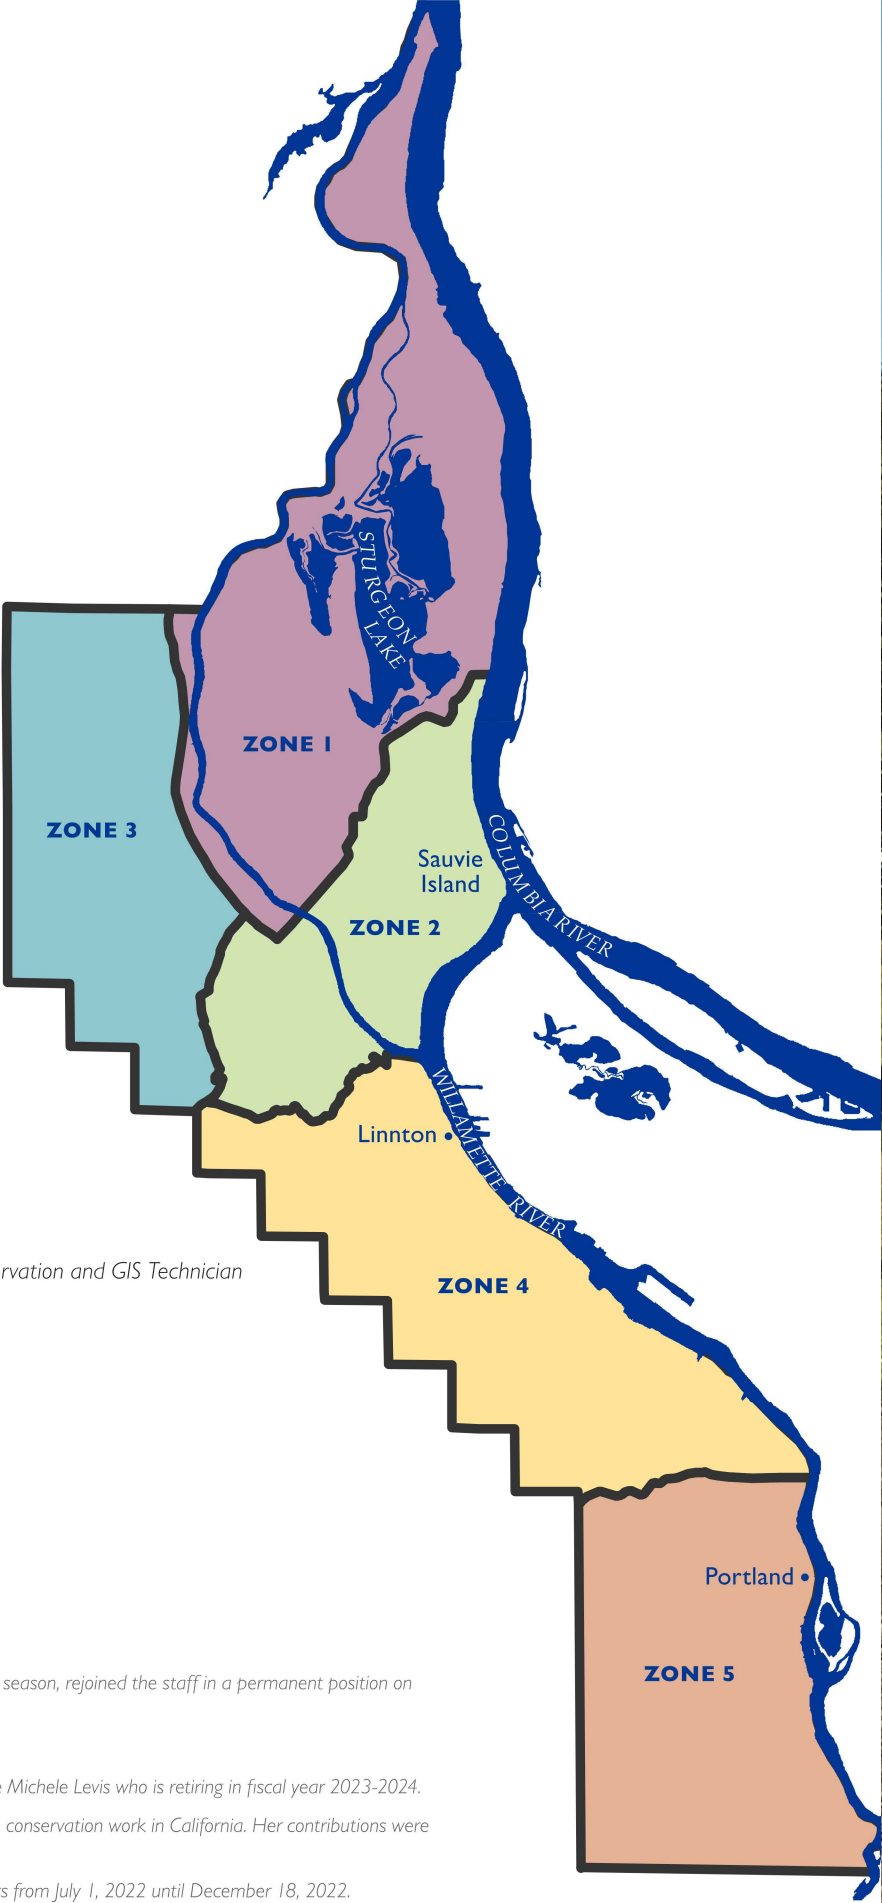 STURGEON
LAKE
ZONE 1
ZONE 3
COLUMBIA RIVER
Sauvie
Island
ZONE 2
WILLAMETTE RIVER
Linnton
rvation and GIS Technician
ZONE 4
Portland
ZONE 5
season, rejoined the staff in a permanent position on
Michele Levis who is retiring in fiscal year 2023-2024.
conservation work in California. Her contributions were
s from July 1, 2022 until December 18, 2022.